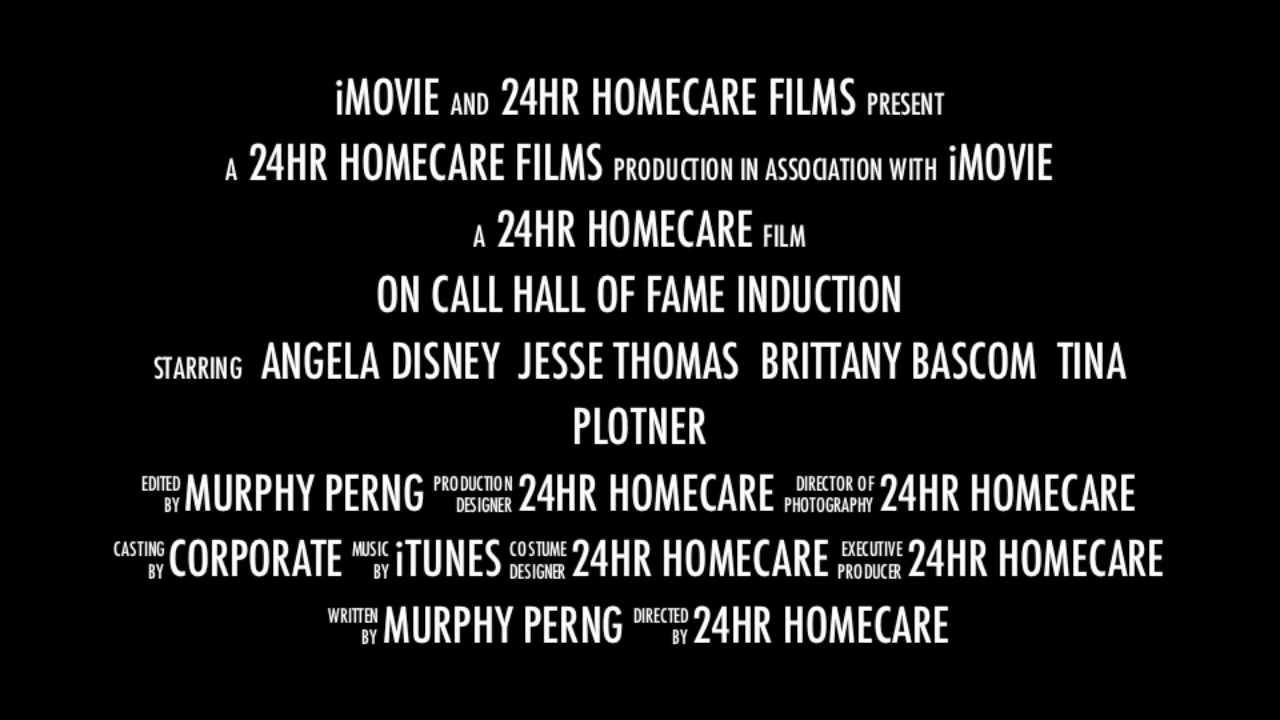 iMOVIE AND 24HR HOMECARE FILMS PRESENT
A 24HR HOMECARE FILMS PRODUCTION IN ASSOCIATION WITH iMOVIE
A 24HR HOMECARE FILM
ON CALL HALL OF FAME INDUCTION
STARRING ANGELA DISNEY JESSE THOMAS BRITTANY BASCOM TINA
PLOTNER
EDITED BY MURPHY PERNG PRODUCTION DESIGNER 24HR HOMECARE DIRECTOR OF PHOTOGRAPHY 24HR HOMECARE
CASTING BY CORPORATE MUSIC BY iTUNES COSTUME DESIGNER 24HR HOMECARE EXECUTIVE PRODUCER 24HR HOMECARE
WRITTEN BY MURPHY PERNG DIRECTED BY 24HR HOMECARE